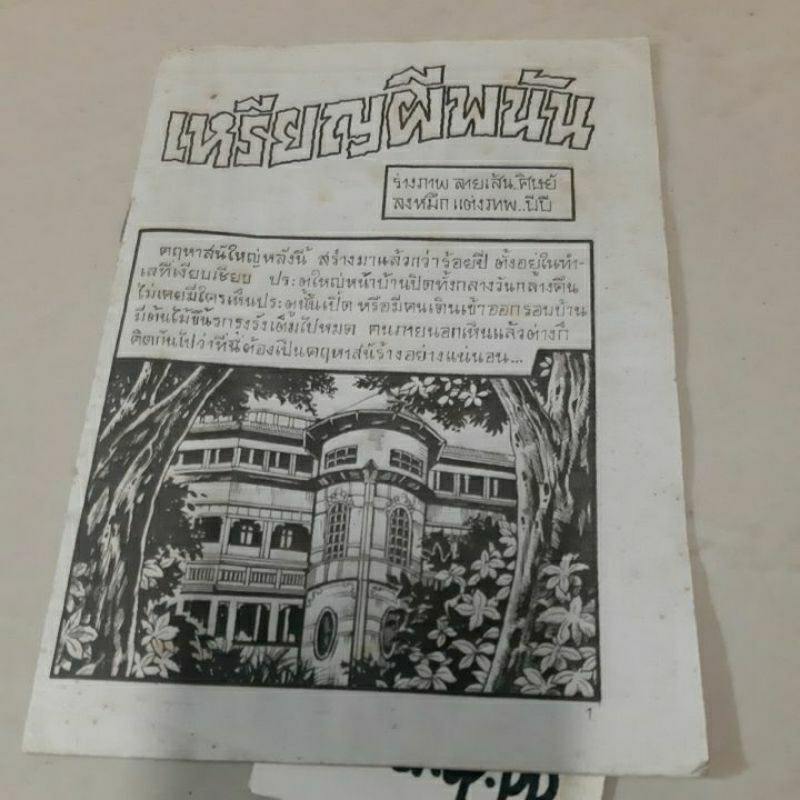 เหรียญผีพนัน
ร่างภาพ ลายเส้น..ศิษย์
ลงหมึก แต่งภาพ..บีบี
คฤหาสน์ใหญ่หลังนี้ สร้างมาแล้วกว่าร้อยปี ตั้งอยู่ในทำ-
เลที่เงียบเชียบ ประตูใหญ่หน้าบ้านปิดทั้งกลางวันกลางคืน
ไม่เคยมีใครเห็นประตูนั้นเปิด หรือมีคนเดินเข้าออก รอบบ้าน
มีต้นไม้ขึ้นรกรุงรังเต็มไปหมด คนภายนอกเห็นแล้วต่างก็
คิดกันไปว่าที่นี่ต้องเป็นคฤหาสน์ร้างอย่างแน่นอน...
1